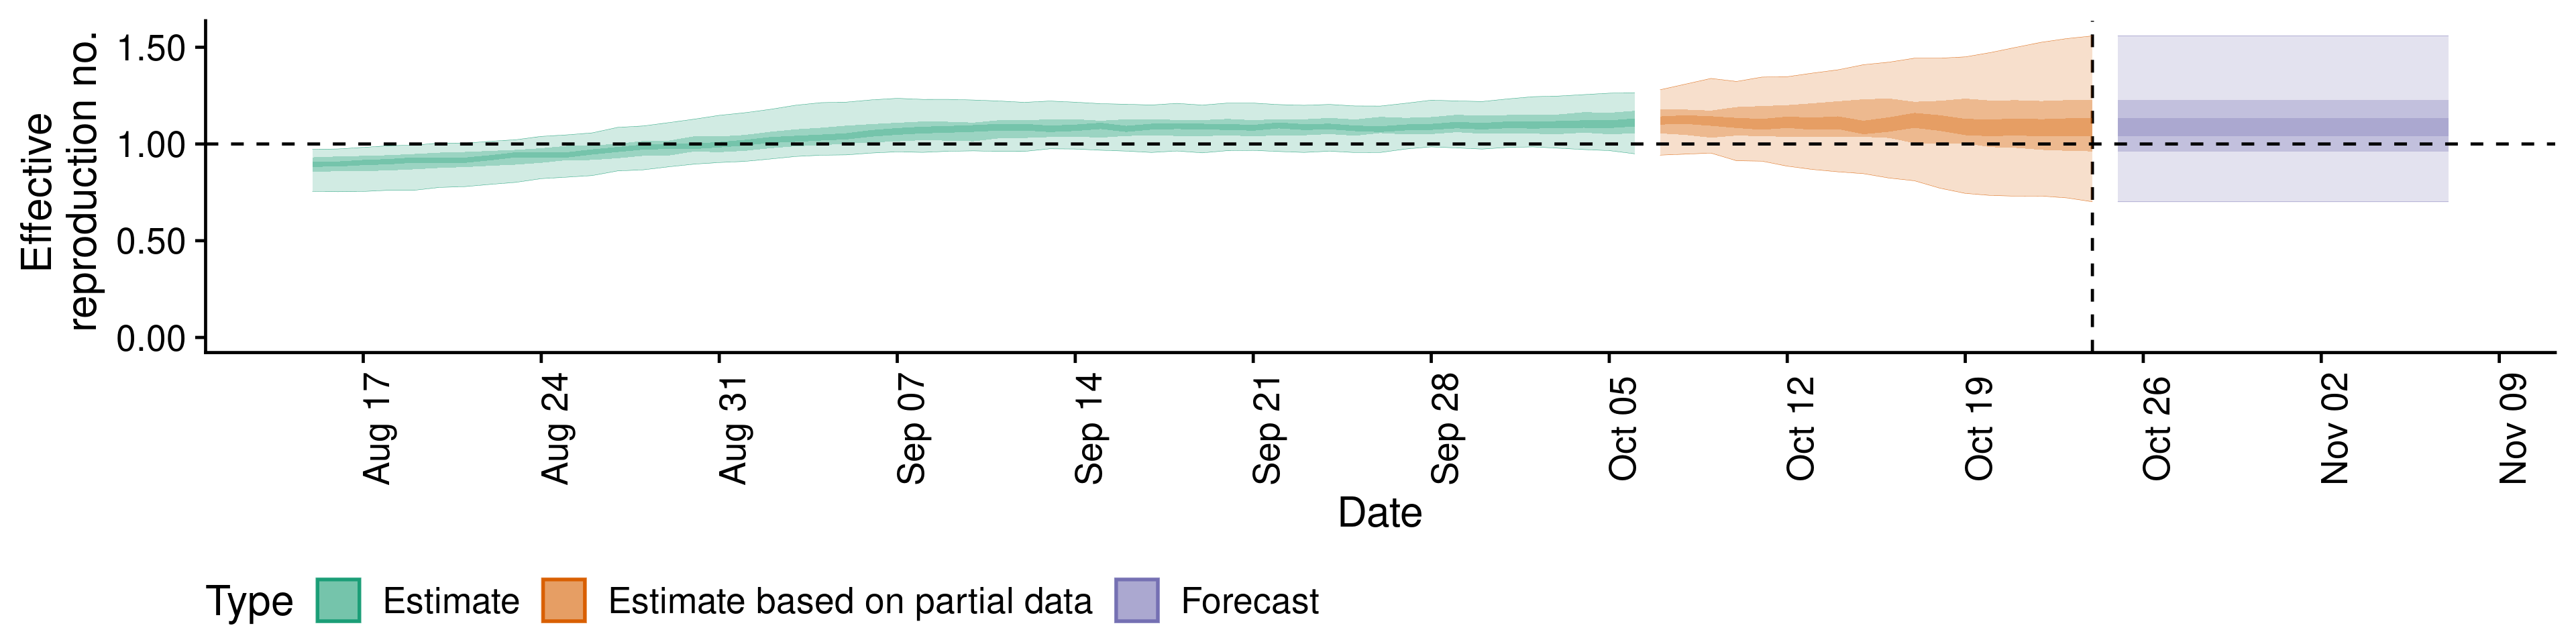 Effective
reproduction no.
1.50
1.00
0.50
0.00
Aug 17
Aug 24
Aug 31
Sep 07
Sep 14
Sep 21
Sep 28
Oct 05
Oct 12
Oct 19
Oct 26
Nov 02
Nov 09
Date
Type Estimate Estimate based on partial data Forecast